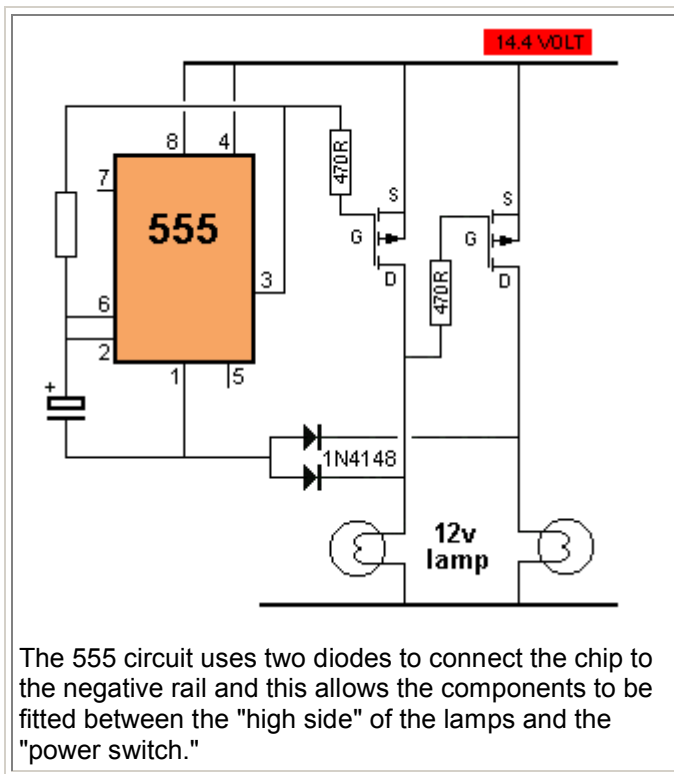 14.4 VOLT
8
4
7
470R
S
555
G
D
S
G
D
470R
3
6
2
1
5
+
1N4148
12v
lamp
The 555 circuit uses two diodes to connect the chip to
the negative rail and this allows the components to be
fitted between the "high side" of the lamps and the
"power switch."